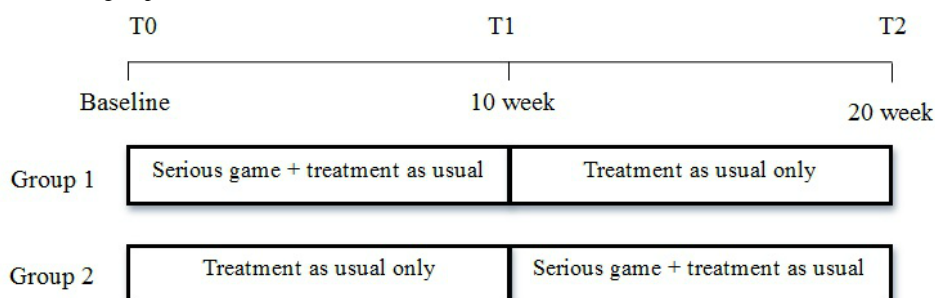 T0 T1 T2
Baseline 10 week 20 week
Group 1 Serious game + treatment as usual Treatment as usual only
Group 2 Treatment as usual only Serious game + treatment as usual